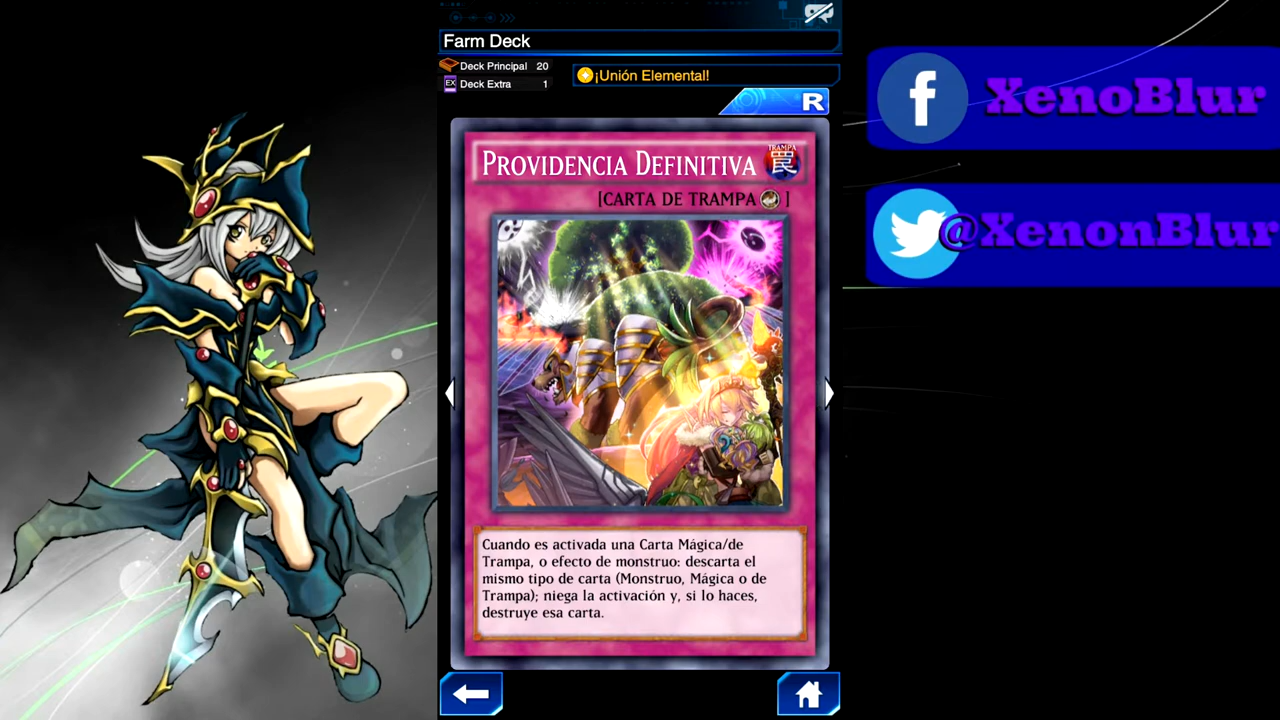 Farm Deck
Deck Principal 20
EX Deck Extra 1
¡Unión Elemental!
R
PROVIDENCIA DEFINITIVA
TRAMPA
罠
[CARTA DE TRAMPA ]
Cuando es activada una Carta Mágica/de
Trampa, o efecto de monstruo: descarta el
mismo tipo de carta (Monstruo, Mágica o de
Trampa); niega la activación y, si lo haces,
destruye esa carta.
f XenoBlur
@XenonBlur